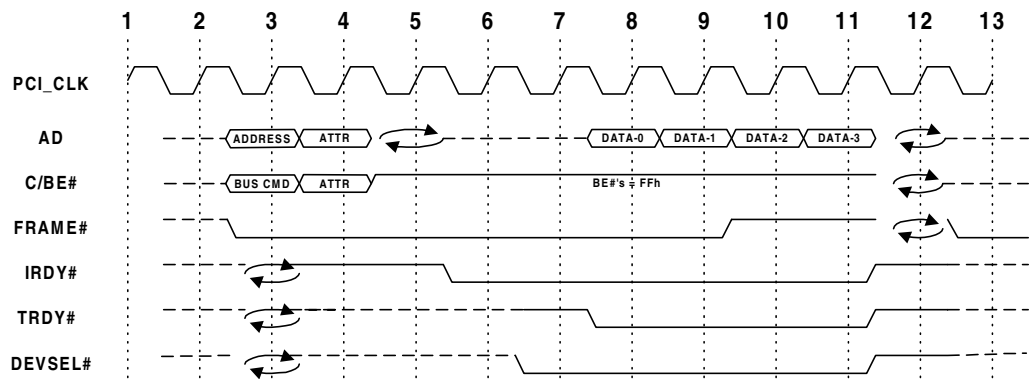 1 2 3 4 5 6 7 8 9 10 11 12 13
PCI_CLK
AD ADDRESS ATTR DATA-0 DATA-1 DATA-2 DATA-3
C/BE# BUS CMD ATTR BE#'s = FFh
FRAME#
IRDY#
TRDY#
DEVSEL#